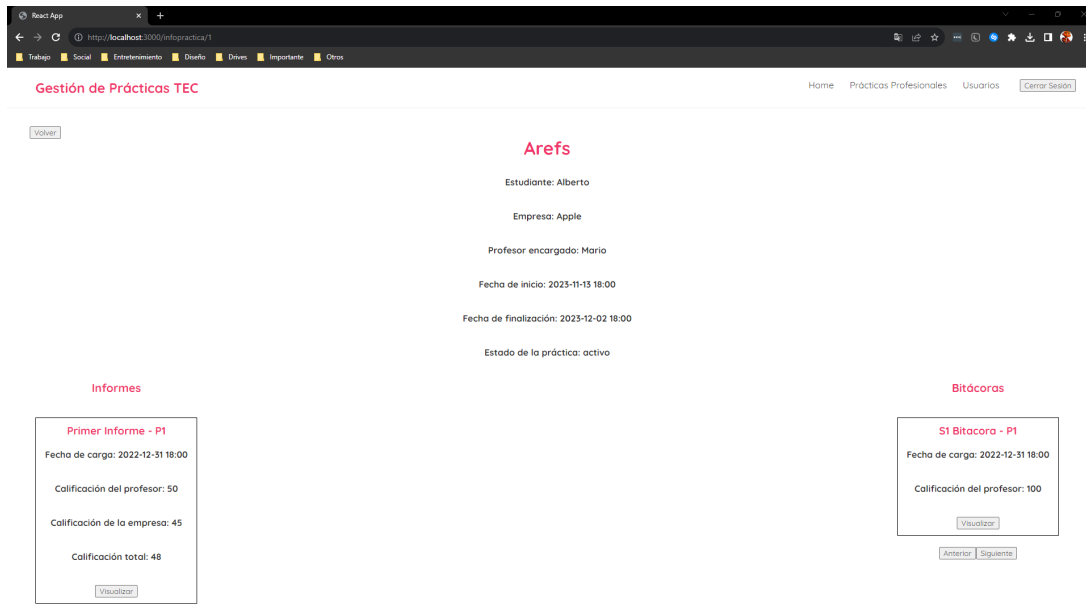 React App
http://localhost:3000/infopractica/1
Trabajo Social Entretenimiento Diseño Drives Importante Otros
Gestión de Prácticas TEC
Home Prácticas Profesionales Usuarios Cerrar Sesión
Volver
Arefs
Estudiante: Alberto
Empresa: Apple
Profesor encargado: Mario
Fecha de inicio: 2023-11-13 18:00
Fecha de finalización: 2023-12-02 18:00
Estado de la práctica: activo
Informes
Primer Informe - P1
Fecha de carga: 2022-12-31 18:00
Calificación del profesor: 50
Calificación de la empresa: 45
Calificación total: 48
Visualizar
Bitácoras
S1 Bitacora - P1
Fecha de carga: 2022-12-31 18:00
Calificación del profesor: 100
Visualizar
Anterior Siguiente